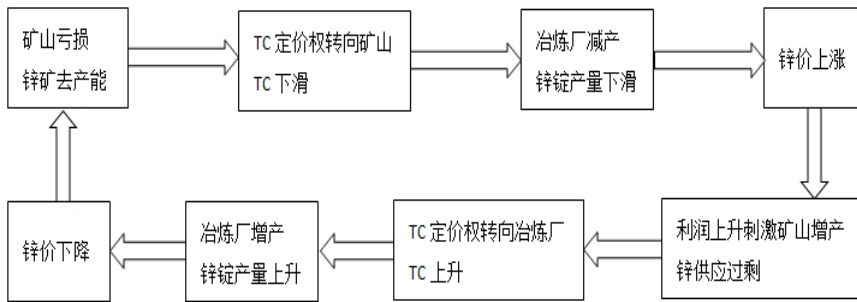 矿山亏损
锌矿去产能
TC 定价权转向矿山
TC 下滑
冶炼厂减产
锌锭产量下滑
锌价上涨
利润上升刺激矿山增产
锌供应过剩
TC 定价权转向冶炼厂
TC 上升
冶炼厂增产
锌锭产量上升
锌价下降